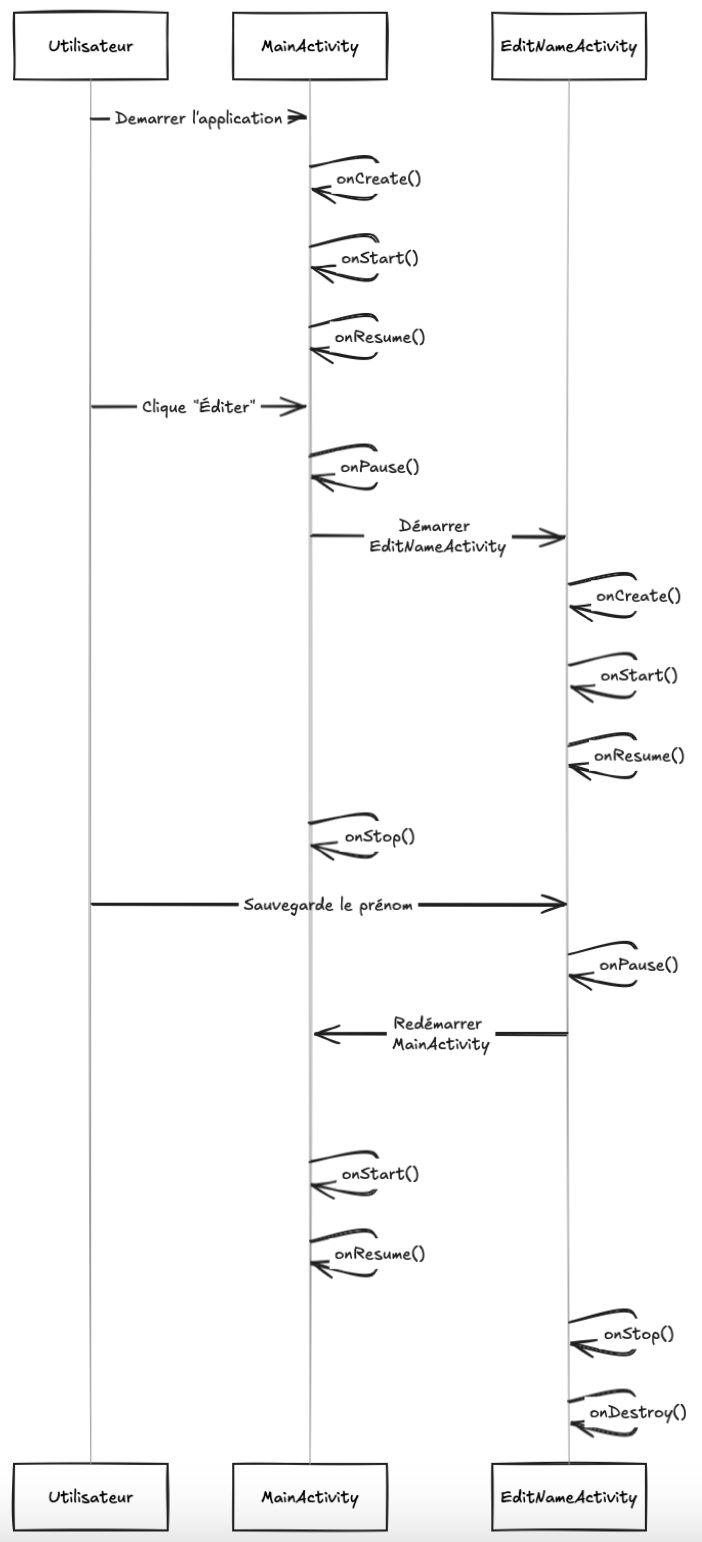 Utilisateur
MainActivity
EditNameActivity
Demarrer l'application
onCreate()
onStart()
onResume()
Clique "Éditer"
onPause()
Démarrer
EditNameActivity
onCreate()
onStart()
onResume()
onStop()
Sauvegarde le prénom
onPause()
Redémarrer
MainActivity
onStart()
onResume()
onStop()
onDestroy()
Utilisateur
MainActivity
EditNameActivity